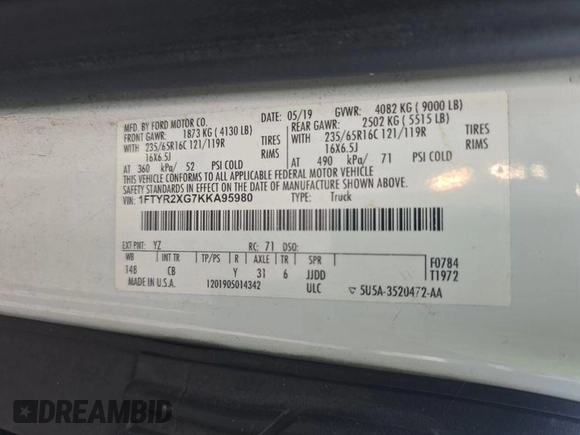 MFD. BY FORD MOTOR CO.
05/19 GVWR: 4082 KG ( 9000 LB)
FRONT GAWR: 1873 KG ( 4130 LB) REAR GAWR: 2502 KG ( 5515 LB)
WITH 235/65R16C 121/119R TIRES WITH 235/65R16C 121/119R TIRES
16X6.5J RIMS 16X6.5J RIMS
AT 360 kPa/ 52 PSI COLD AT 490 kPa/ 71 PSI COLD
THIS VEHICLE CONFORMS TO ALL APPLICABLE FEDERAL MOTOR VEHICLE
SAFETY AND THEFT PREVENTION STANDARDS IN EFFECT ON THE DATE OF MANUFACTURE SHOWN ABOVE.
VIN: 1FTYR2XG7KKA95980 TYPE: Truck
EXT PNT: YZ RC: 71 DSO:
WB INT TR TP/PS R AXLE TR SPR F0784
148 CB Y 31 6 JJDD T1972
MADE IN U.S.A. 1201905014342 ULC 5U5A-3520472-AA
DREAMBID